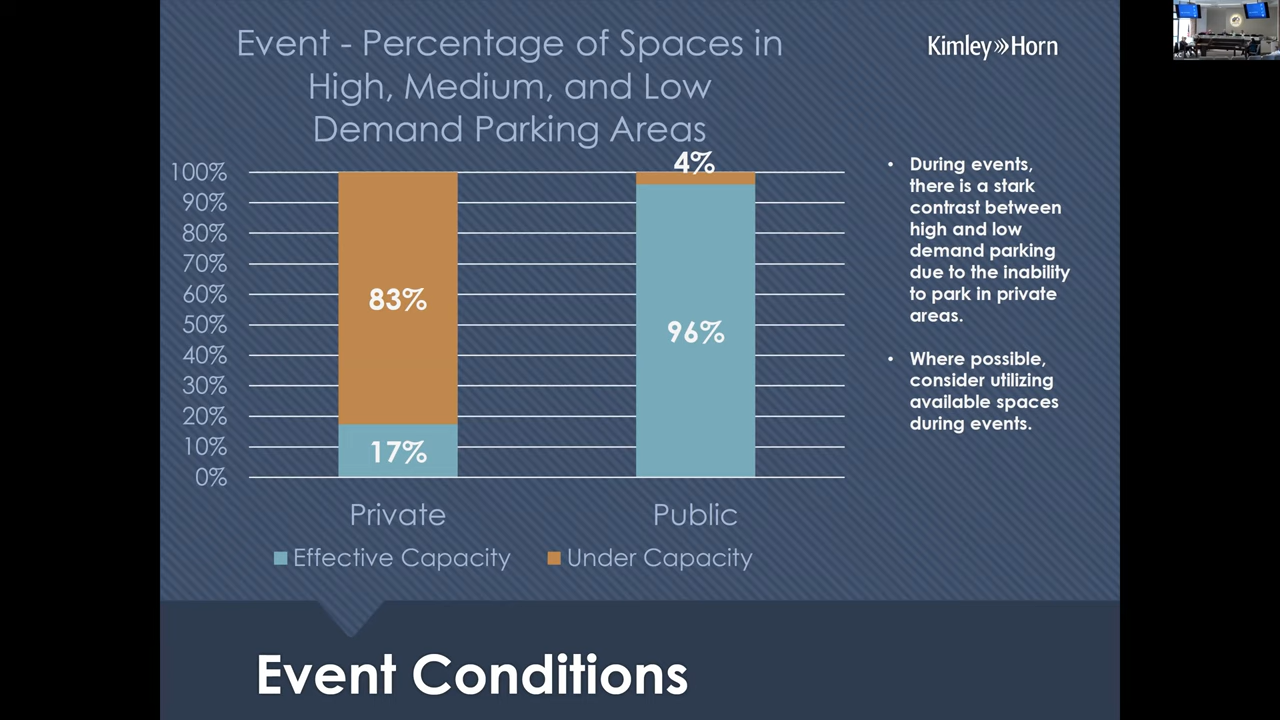 Event - Percentage of Spaces in
High, Medium, and Low
Demand Parking Areas
Kimley»Horn
100%
90%
80%
70%
60%
50%
40%
30%
20%
10%
0%
83%
17%
4%
96%
Private
Public
Effective Capacity
Under Capacity
• During events,
there is a stark
contrast between
high and low
demand parking
due to the inability
to park in private
areas.
• Where possible,
consider utilizing
available spaces
during events.
Event Conditions